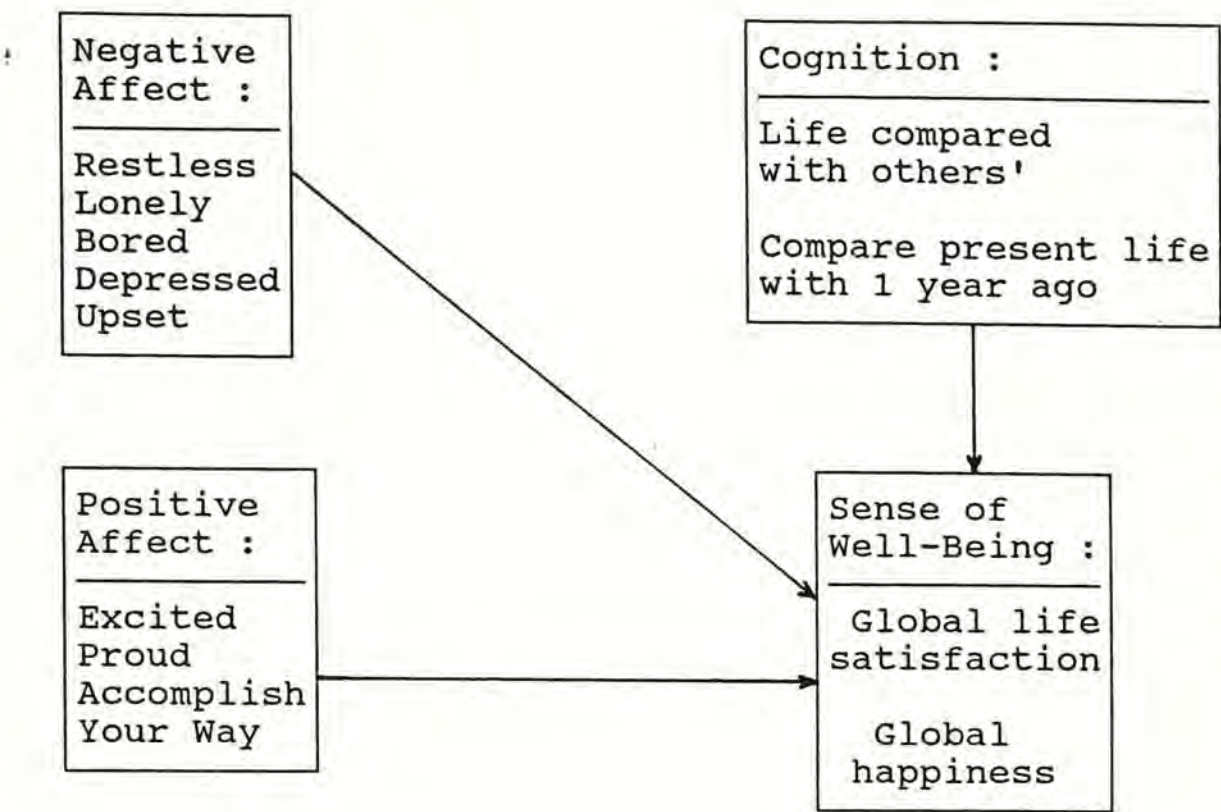 Negative
Affect :
Restless
Lonely
Bored
Depressed
Upset
Cognition :
Life compared
with others'
Compare present life
with 1 year ago
Positive
Affect :
Excited
Proud
Accomplish
Your Way
Sense of
Well-Being :
Global life
satisfaction
Global
happiness